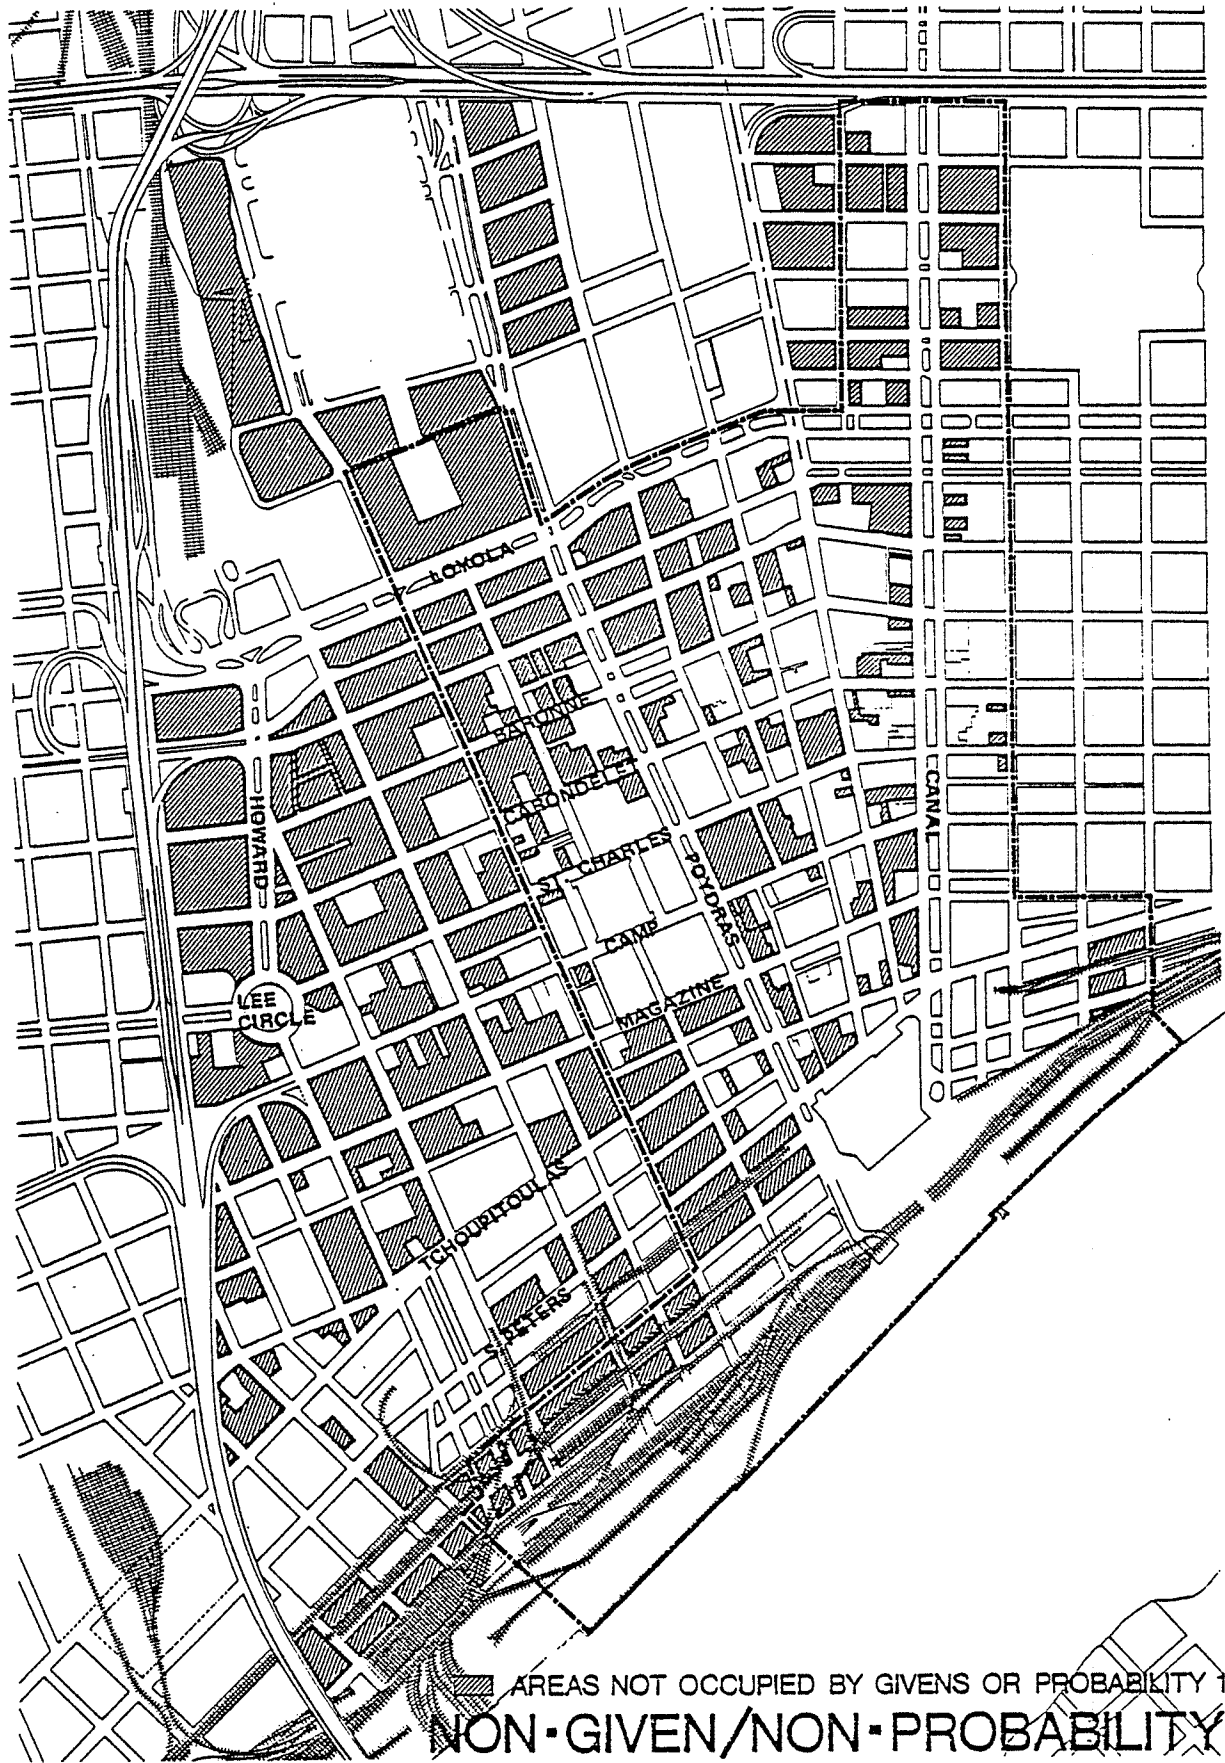 LOYOLA
BARONNE
CARONDELET
ST. CHARLES
CAMP
MAGAZINE
TCHOUPITOULAS
S. PETERS
HOWARD
POYDRAS
CANAL
LEE
CIRCLE
AREAS NOT OCCUPIED BY GIVENS OR PROBABILITY 1
NON·GIVEN/NON·PROBABILITY